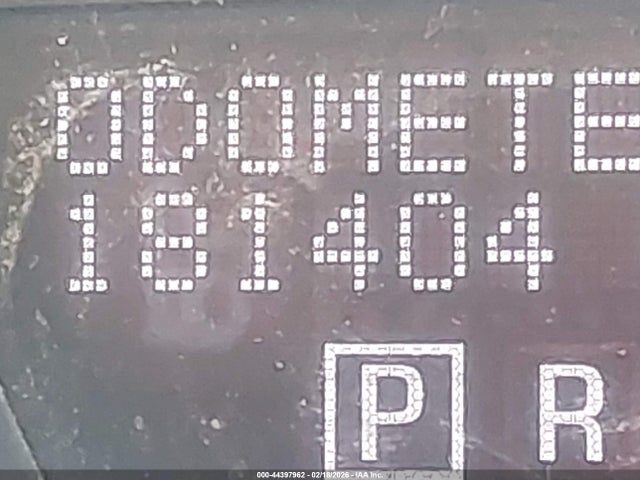 ODOMETE
181404
P R
000-44397962 - 02/18/2026 - IAA Inc.